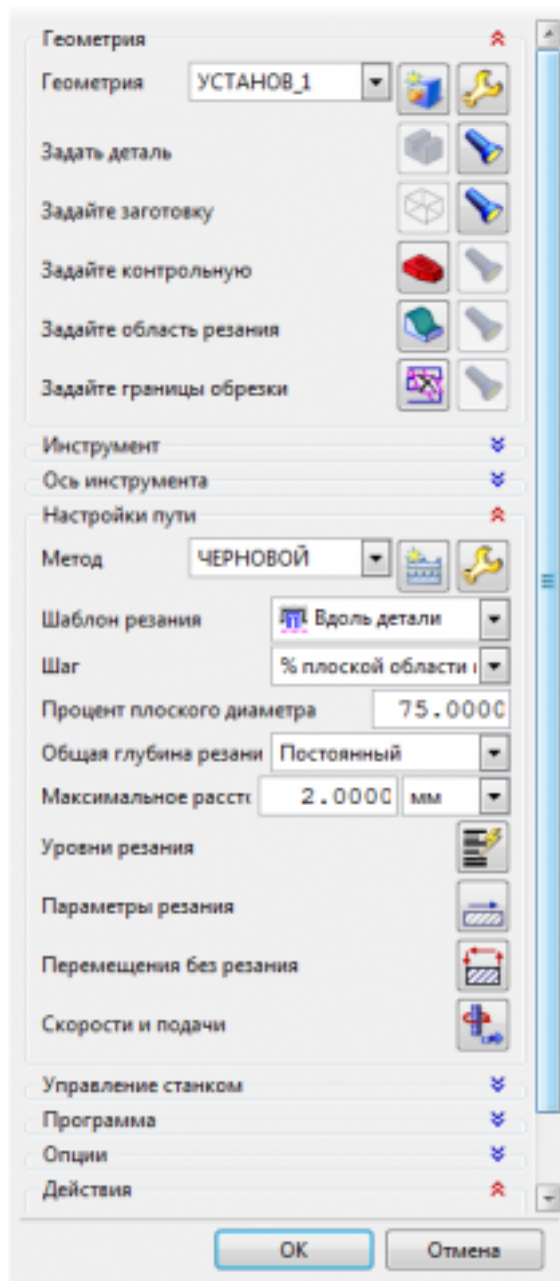 Геометрия
Геометрия УСТАНОВ_1
Задать деталь
Задайте заготовку
Задайте контрольную
Задайте область резания
Задайте границы обрезки
Инструмент
Ось инструмента
Настройки пути
Метод ЧЕРНОВОЙ
Шаблон резания Вдоль детали
Шаг % плоской области
Процент плоского диаметра 75.0000
Общая глубина резани Постоянный
Максимальное расстс 2.0000 мм
Уровни резания
Параметры резания
Перемещения без резания
Скорости и подачи
Управление станком
Программа
Опции
Действия
OK Отмена